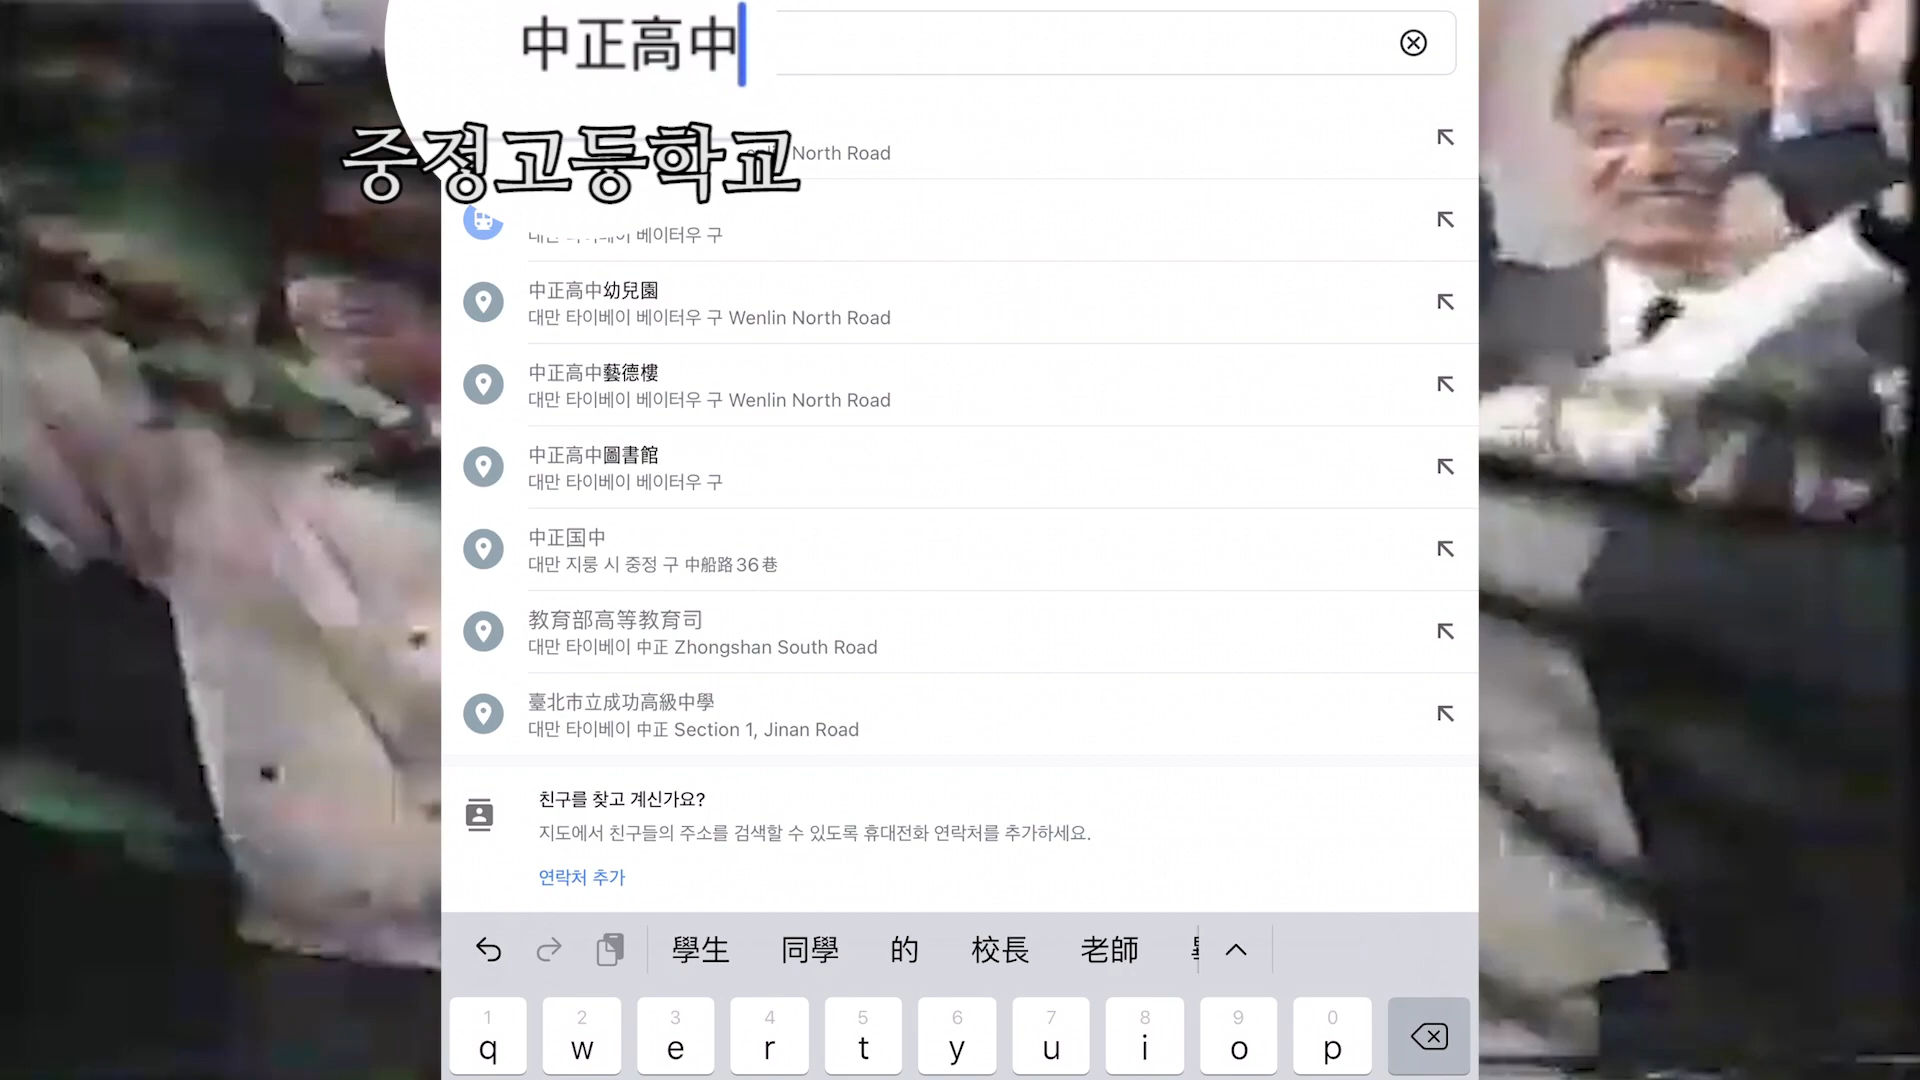 中正高中
중정고등학교
North Road
베이터우 구
中正高中幼兒園
대만 타이베이 베이터우 구 Wenlin North Road
中正高中藝德樓
대만 타이베이 베이터우 구 Wenlin North Road
中正高中圖書館
대만 타이베이 베이터우 구
中正国中
대만 지룽 시 중정 구 中船路36巷
教育部高等教育司
대만 타이베이 中正 Zhongshan South Road
臺北市立成功高級中學
대만 타이베이 中正 Section 1, Jinan Road
친구를 찾고 계신가요?
지도에서 친구들의 주소를 검색할 수 있도록 휴대전화 연락처를 추가하세요.
연락처 추가
學生 同學 的 校長 老師
1 2 3 4 5 6 7 8 9 0
q w e r t y u i o p